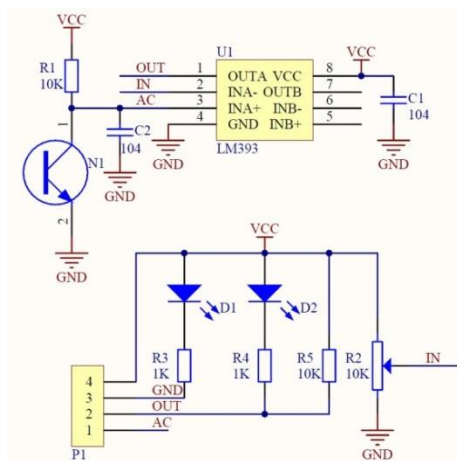 VCC
R1
10K
1
N1
2
GND
C2
104
GND
U1
OUT 1 OUTA VCC 8
IN 2 INA- OUTB 7
AC 3 INA+ INB- 6
4 GND INB+ 5
GND
LM393
VCC
C1
104
GND
VCC
D1
D2
R3
1K
R4
1K
R5
10K
R2
10K
IN
GND
4
3 GND
2 OUT
1 AC
P1